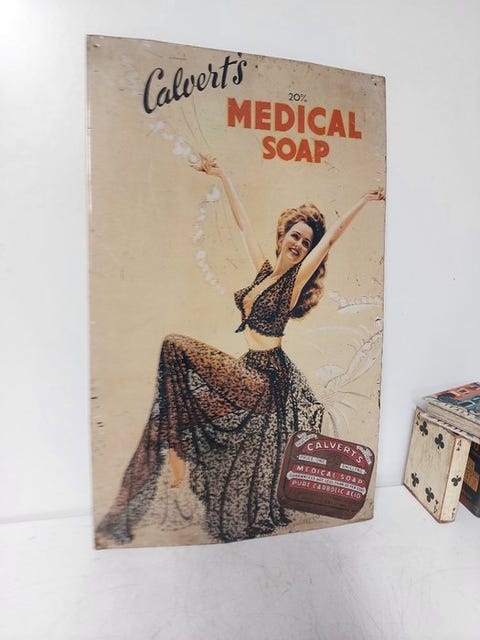 Calvert's
20%
MEDICAL
SOAP
CALVERT'S
MEDICAL SOAP
PURE CARBOLIC ACID